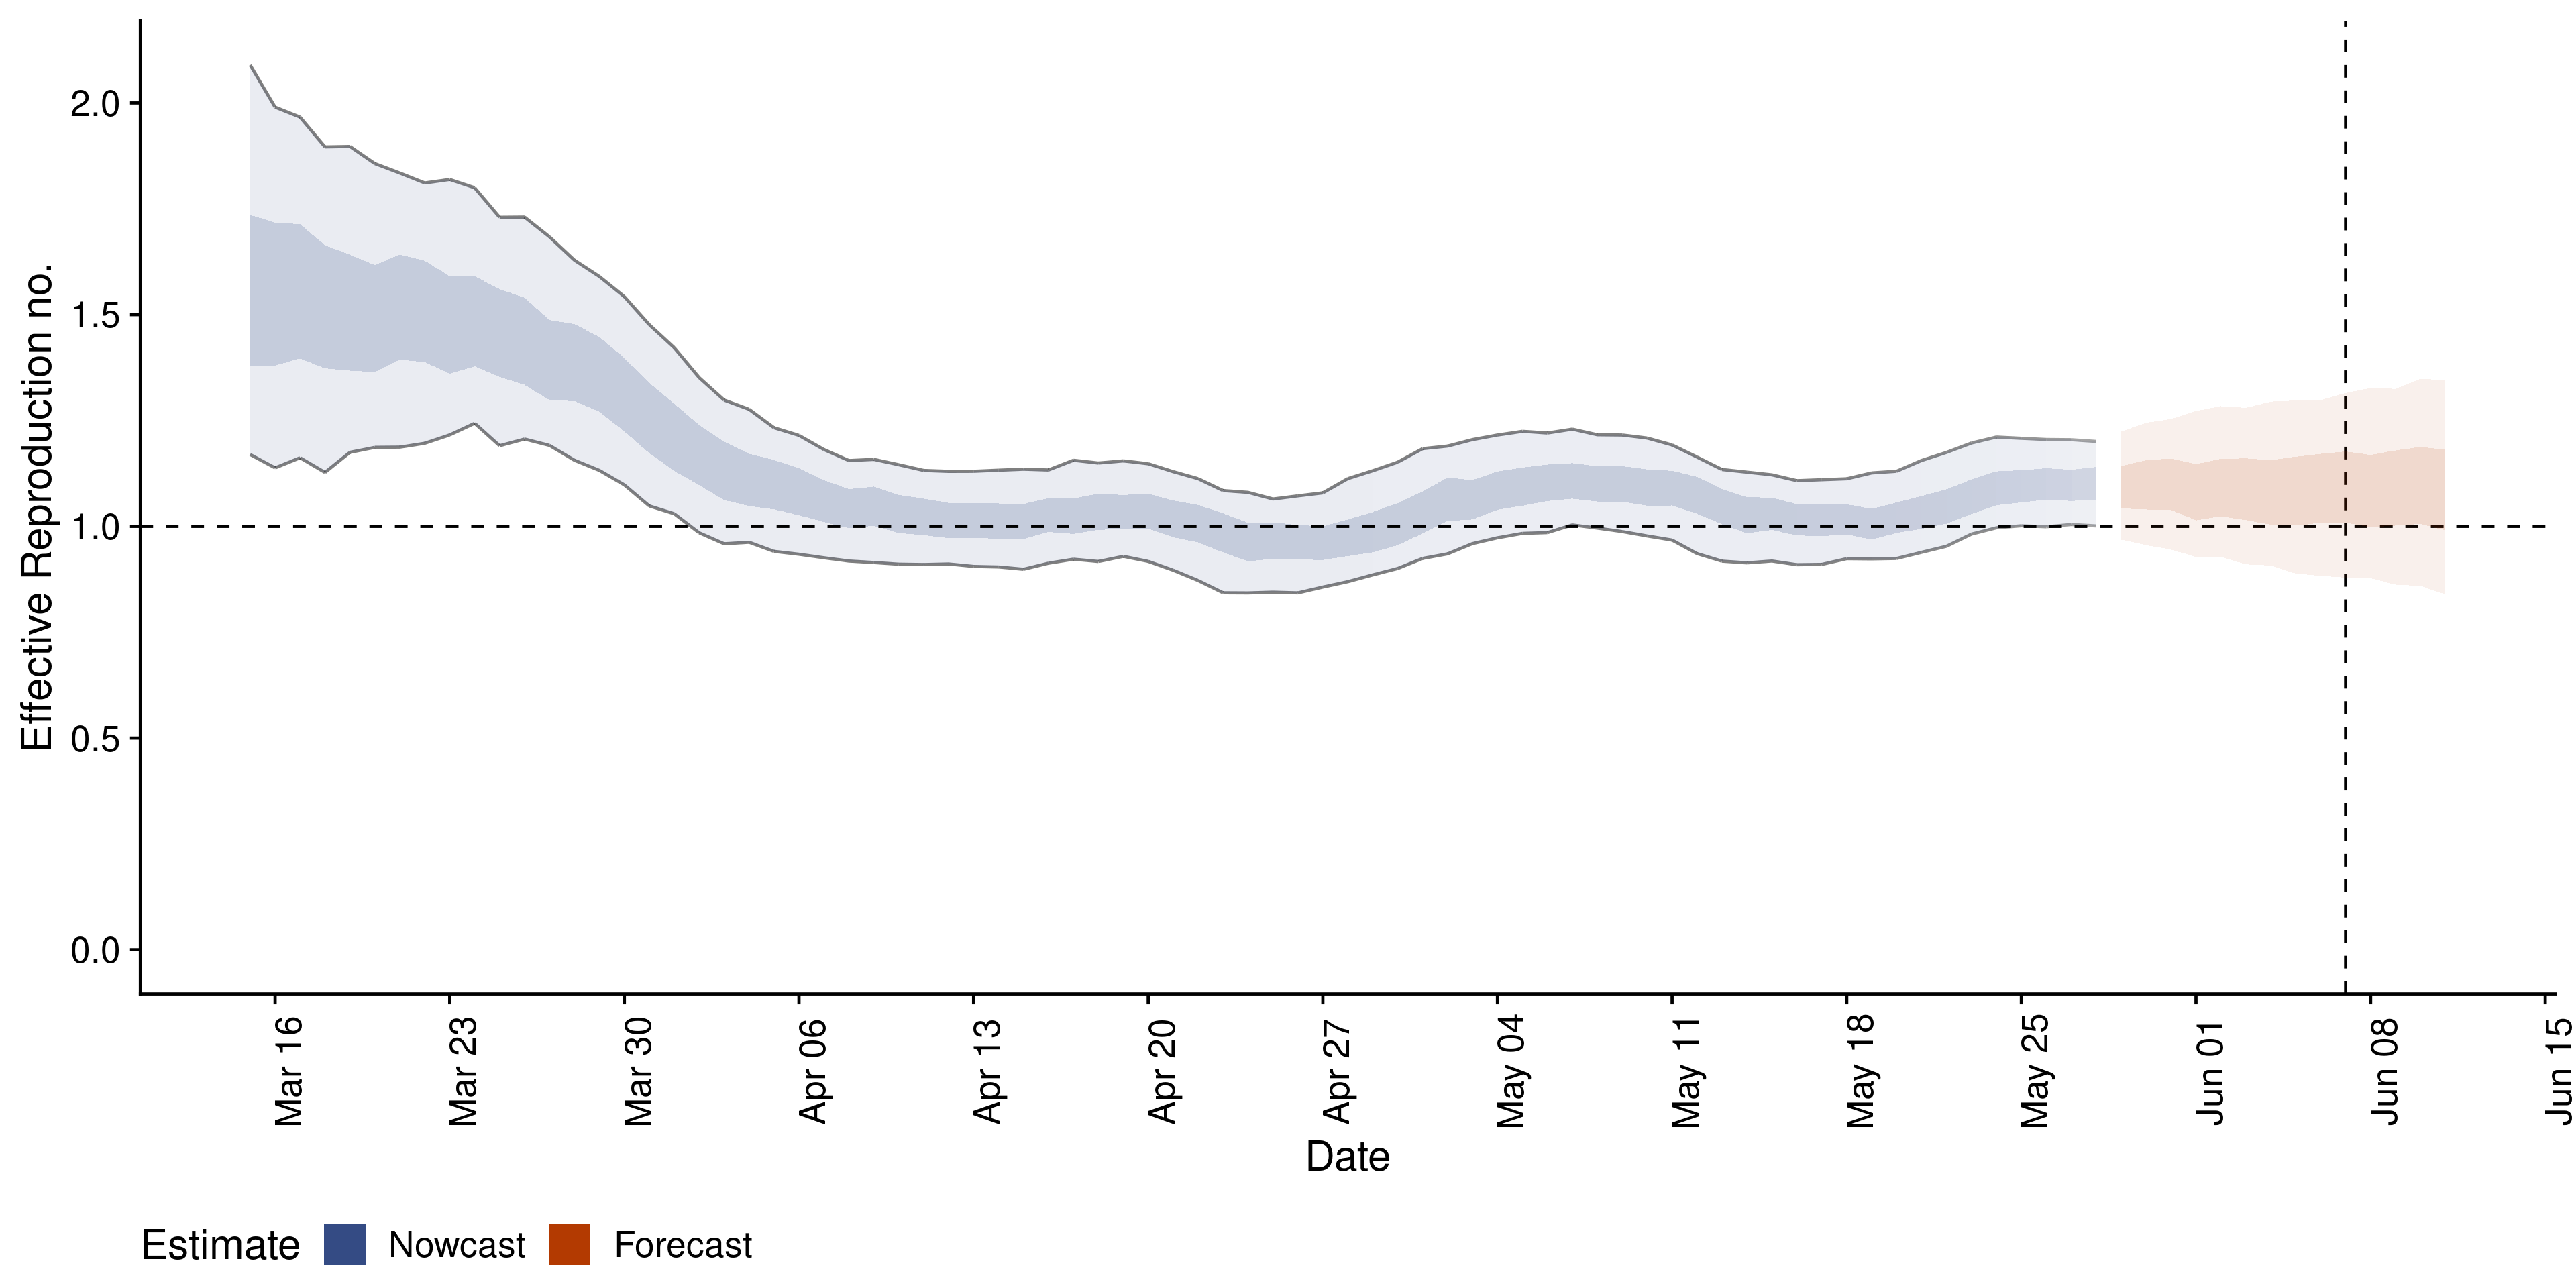 Effective Reproduction no.
2.0
1.5
1.0
0.5
0.0
Mar 16
Mar 23
Mar 30
Apr 06
Apr 13
Apr 20
Apr 27
May 04
May 11
May 18
May 25
Jun 01
Jun 08
Jun 15
Date
Estimate Nowcast Forecast